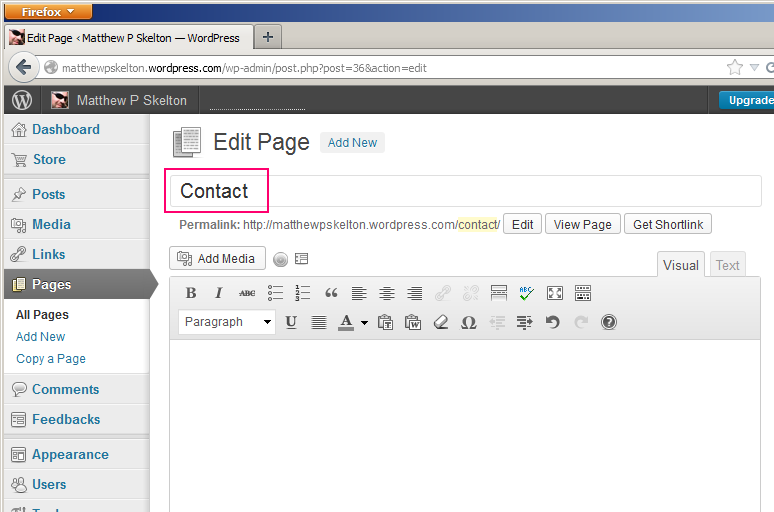 Firefox
Edit Page ‹ Matthew P Skelton — WordPress
matthewpskelton.wordpress.com/wp-admin/post.php?post=36&action=edit
Matthew P Skelton
Upgrade
Dashboard
Store
Posts
Media
Links
Pages
All Pages
Add New
Copy a Page
Comments
Feedbacks
Appearance
Users
Edit Page
Add New
Contact
Permalink: http://matthewpskelton.wordpress.com/contact/ Edit View Page Get Shortlink
Add Media
Visual Text
B I ABC ABC
Paragraph U A